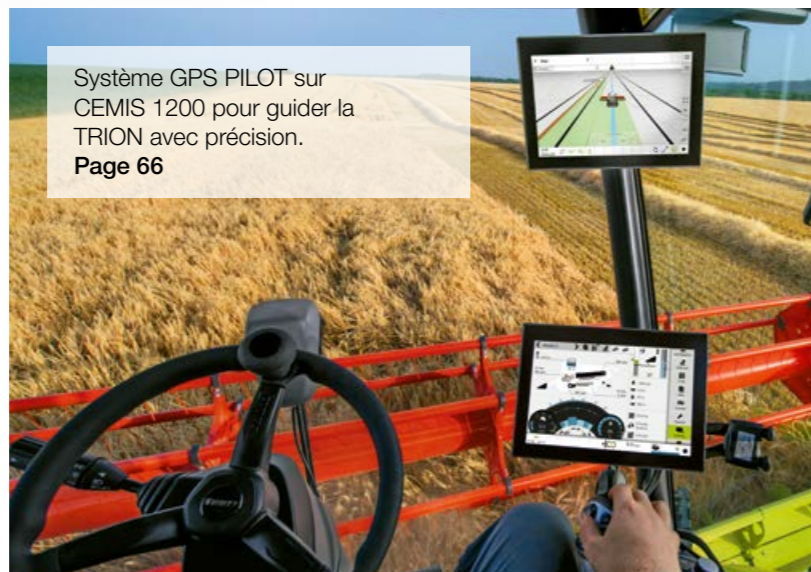 Système GPS PILOT sur
CEMIS 1200 pour guider la
TRION avec précision.
Page 66